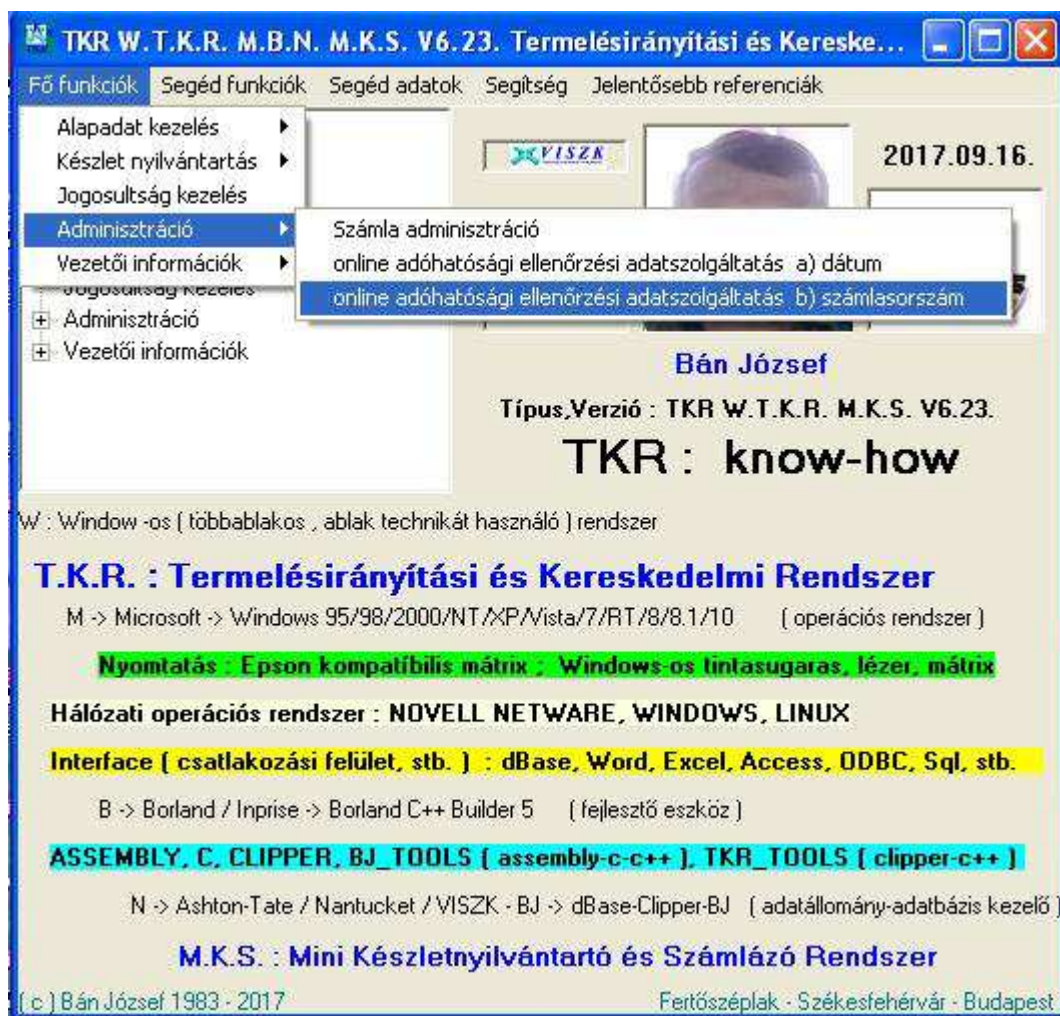 TKR W.T.K.R. M.B.N. M.K.S. V6.23. Termelésirányítási és Kereske...
Fő funkciók Segéd funkciók Segéd adatok Segítség Jelentősebb referenciák
Alapadat kezelés
Készlet nyilvántartás
Jogosultság kezelés
Adminisztráció
Vezetői információk
Számla adminisztráció
online adóhatósági ellenőrzési adatszolgáltatás a) dátum
online adóhatósági ellenőrzési adatszolgáltatás b) számlasorszám
VISZK
2017.09.16.
Jogosultság kezelés
Adminisztráció
Vezetői információk
Bán József
Típus,Verzió : TKR W.T.K.R. M.K.S. V6.23.
TKR : know-how
W : Window -os ( többablakos , ablak technikát használó ) rendszer
T.K.R. : Termelésirányítási és Kereskedelmi Rendszer
M -> Microsoft -> Windows 95/98/2000/NT/XP/Vista/7/RT/8/8.1/10 ( operációs rendszer )
Nyomtatás : Epson kompatíbilis mátrix ; Windows-os tintasugaras, lézer, mátrix
Hálózati operációs rendszer : NOVELL NETWARE, WINDOWS, LINUX
Interface ( csatlakozási felület, stb. ) : dBase, Word, Excel, Access, ODBC, Sql, stb.
B -> Borland / Inprise -> Borland C++ Builder 5 ( fejlesztő eszköz )
ASSEMBLY, C, CLIPPER, BJ_TOOLS ( assembly-c-c++ ), TKR_TOOLS ( clipper-c++ )
N -> Ashton-Tate / Nantucket / VISZK - BJ -> dBase-Clipper-BJ ( adatállomány-adatbázis kezelő )
M.K.S. : Mini Készletnyilvántartó és Számlázó Rendszer
( c ) Bán József 1983 - 2017
Fertőszéplak - Székesfehérvár - Budapest